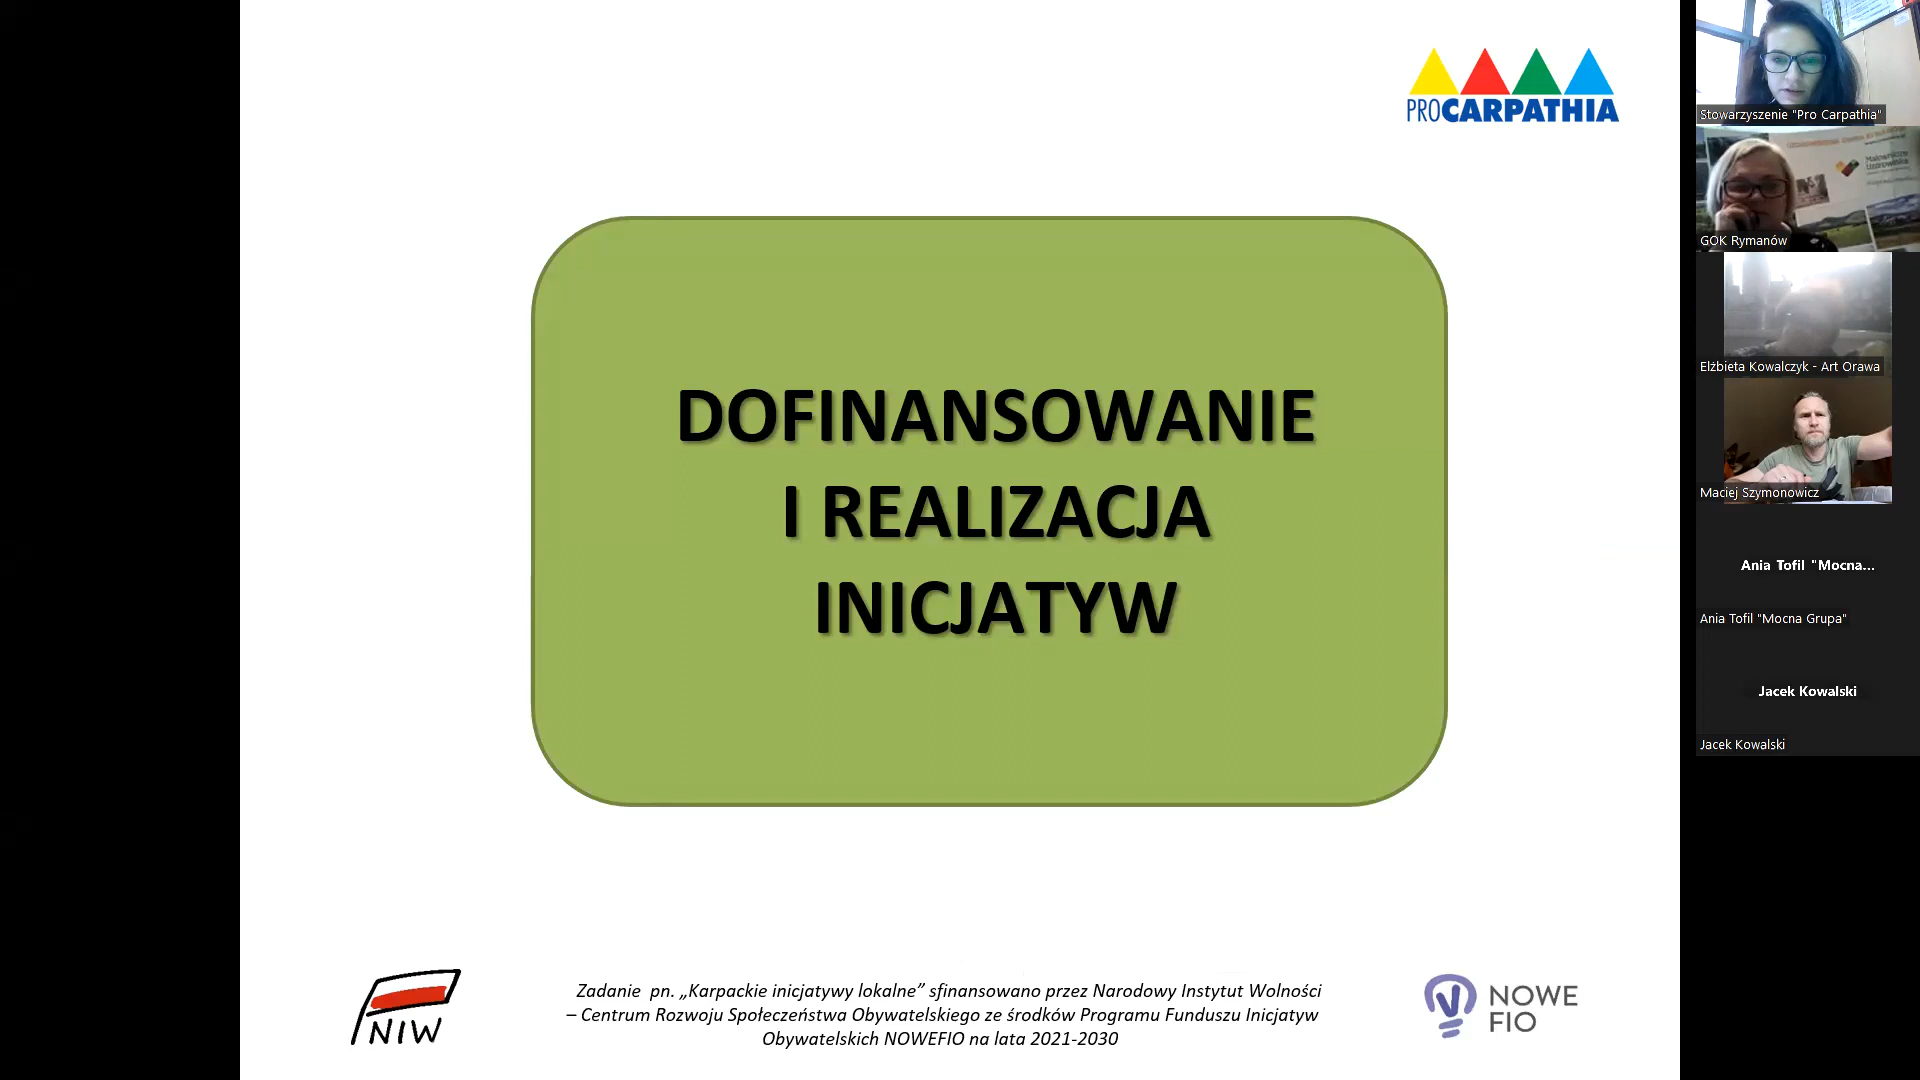 PROCARPATHIA
DOFINANSOWANIE
I REALIZACJA
INICJATYW
NIW
Zadanie pn. „Karpackie inicjatywy lokalne” sfinansowano przez Narodowy Instytut Wolności
– Centrum Rozwoju Społeczeństwa Obywatelskiego ze środków Programu Funduszu Inicjatyw
Obywatelskich NOWEFIO na lata 2021-2030
NOWE
FIO
Stowarzyszenie "Pro Carpathia"
GOK Rymanów
Elżbieta Kowalczyk - Art Orawa
Maciej Szymonowicz
Ania Tofil "Mocna...
Ania Tofil "Mocna Grupa"
Jacek Kowalski
Jacek Kowalski